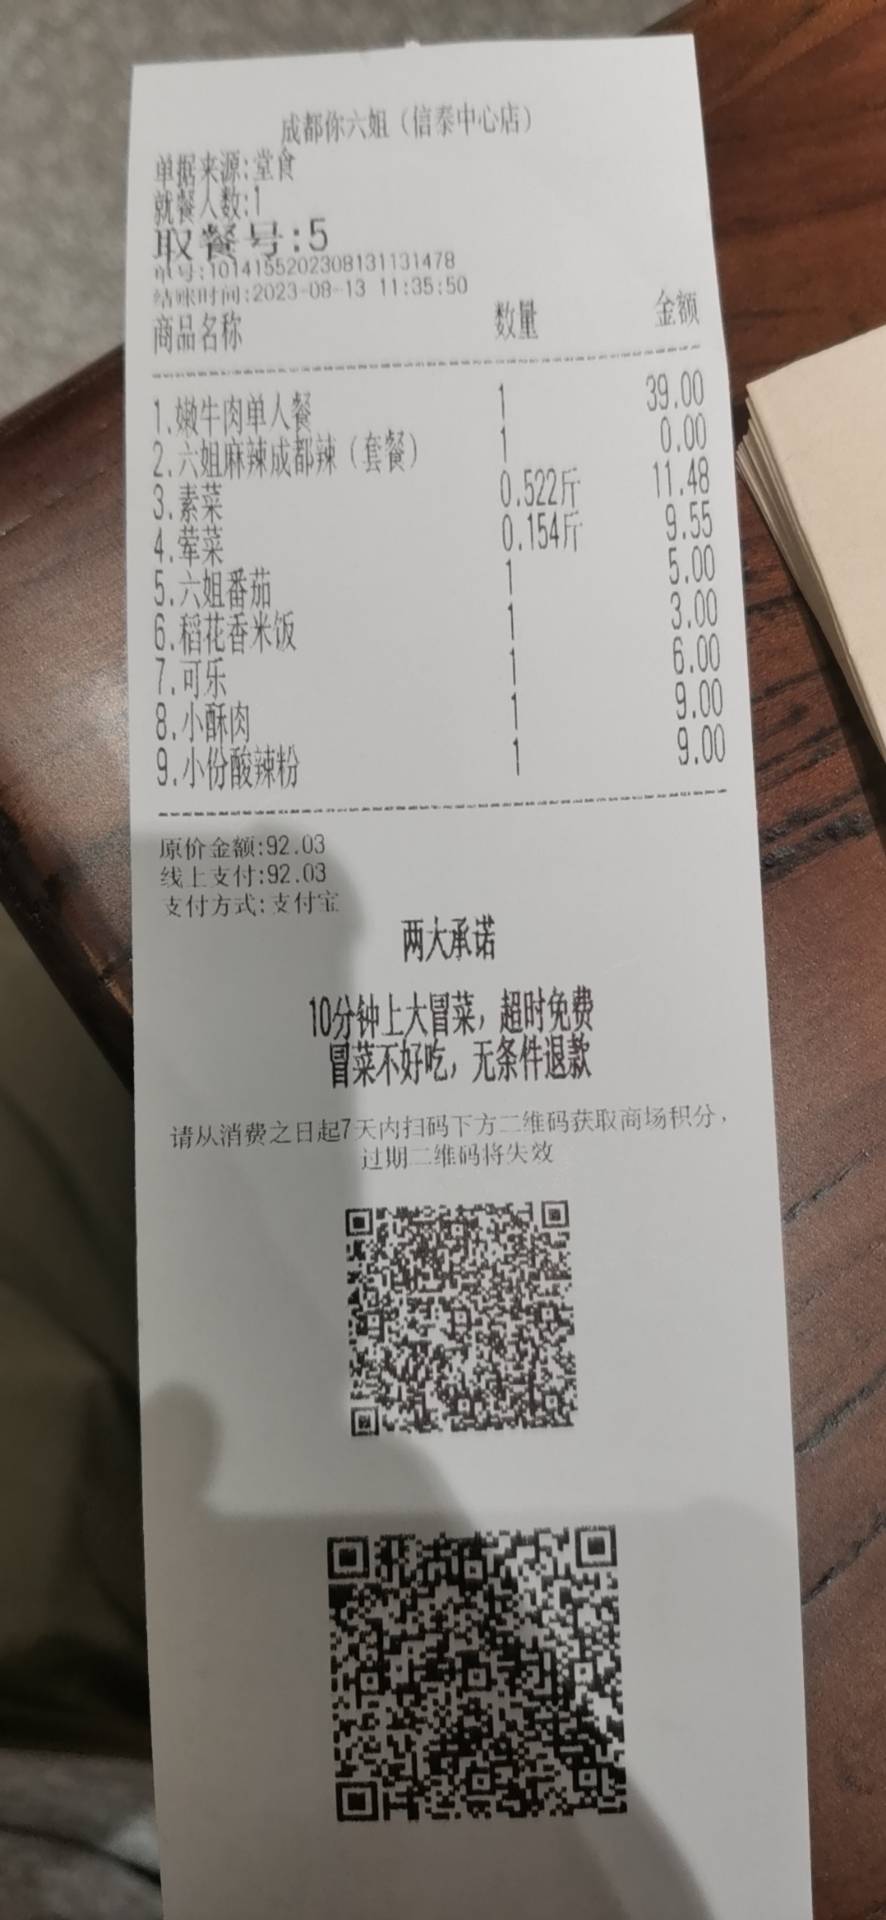 成都你六姐（信泰中心店）
单据来源:堂食
就餐人数:1
取餐号:5
单号:1014155202308131131478
结账时间:2023-08-13 11:35:50
商品名称 数量 金额
1.嫩牛肉单人餐 1 39.00
2.六姐麻辣成都辣（套餐） 1 0.00
3.素菜 0.522斤 11.48
4.荤菜 0.154斤 9.55
5.六姐番茄 1 5.00
6.稻花香米饭 1 3.00
7.可乐 1 6.00
8.小酥肉 1 9.00
9.小份酸辣粉 1 9.00
原价金额:92.03
线上支付:92.03
支付方式:支付宝
两大承诺
10分钟上大冒菜，超时免费
冒菜不好吃，无条件退款
请从消费之日起7天内扫码下方二维码获取商场积分，
过期二维码将失效